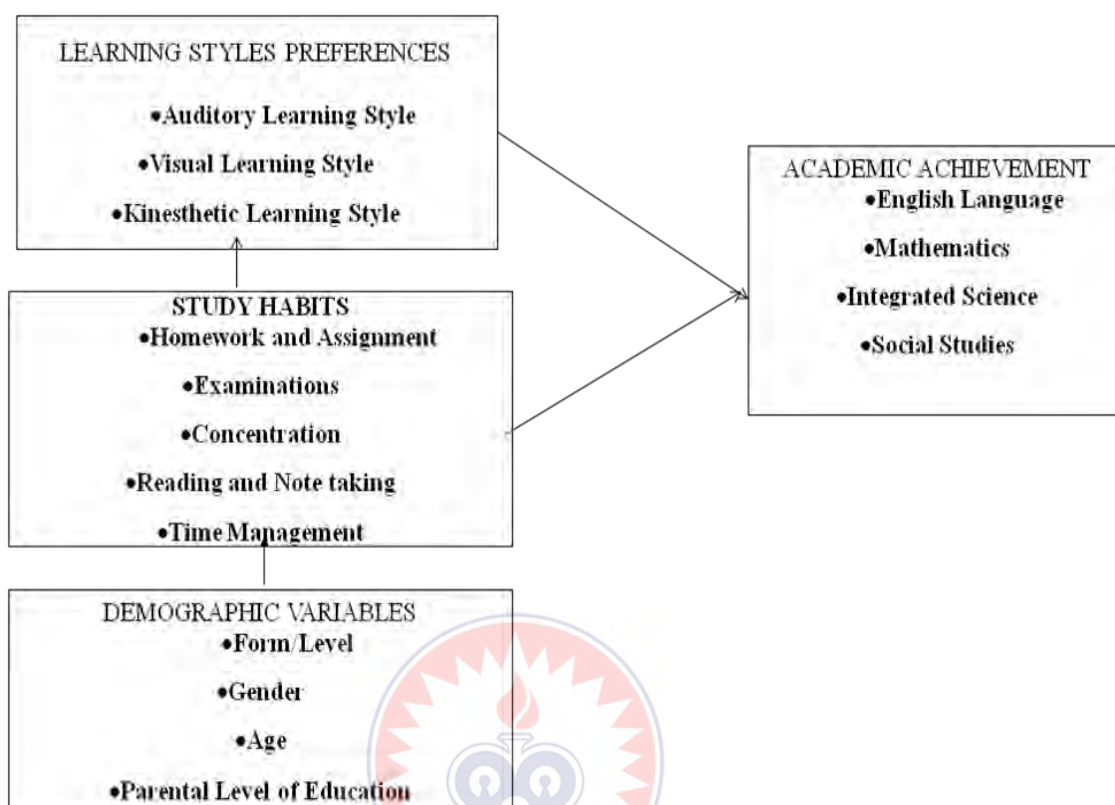 LEARNING STYLES PREFERENCES
•Auditory Learning Style
•Visual Learning Style
•Kinesthetic Learning Style
STUDY HABITS
•Homework and Assignment
•Examinations
•Concentration
•Reading and Note taking
•Time Management
DEMOGRAPHIC VARIABLES
•Form/Level
•Gender
•Age
•Parental Level of Education
ACADEMIC ACHIEVEMENT
•English Language
•Mathematics
•Integrated Science
•Social Studies